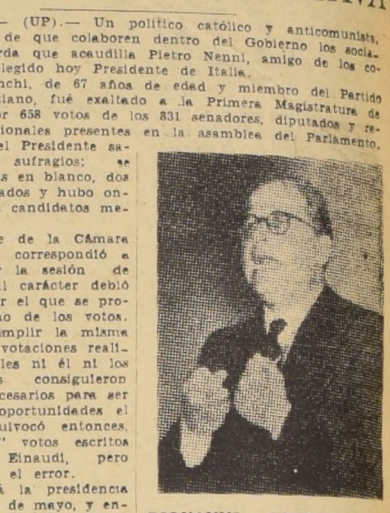 — (UP).— Un político católico y anticomunista,
de que colaboren dentro del Gobierno los socia-
rda que acaudilla Pietro Nenni, amigo de los co-
legido hoy Presidente de Italia.
nchi, de 67 años de edad y miembro del Partido
siano, fué exaltado a la Primera Magistratura de
or 658 votos de los 831 senadores, diputados y re-
ionales presentes en la asamblea del Parlamento.
el Presidente sa-
sufragios; se
s en blanco, dos
ados y hubo on-
candidatos me-
e de la Cámara
correspondió a
r la sesión de
l carácter debió
r el que se pro-
no de los votos.
mplir la misma
votaciones reali-
les ni él ni los
s consiguieron
cesarios para ser
oportunidades el
uivocó entonces,
" votos escritos
Einaudi, pero
el error.
á la presidencia
de mayo, y en-